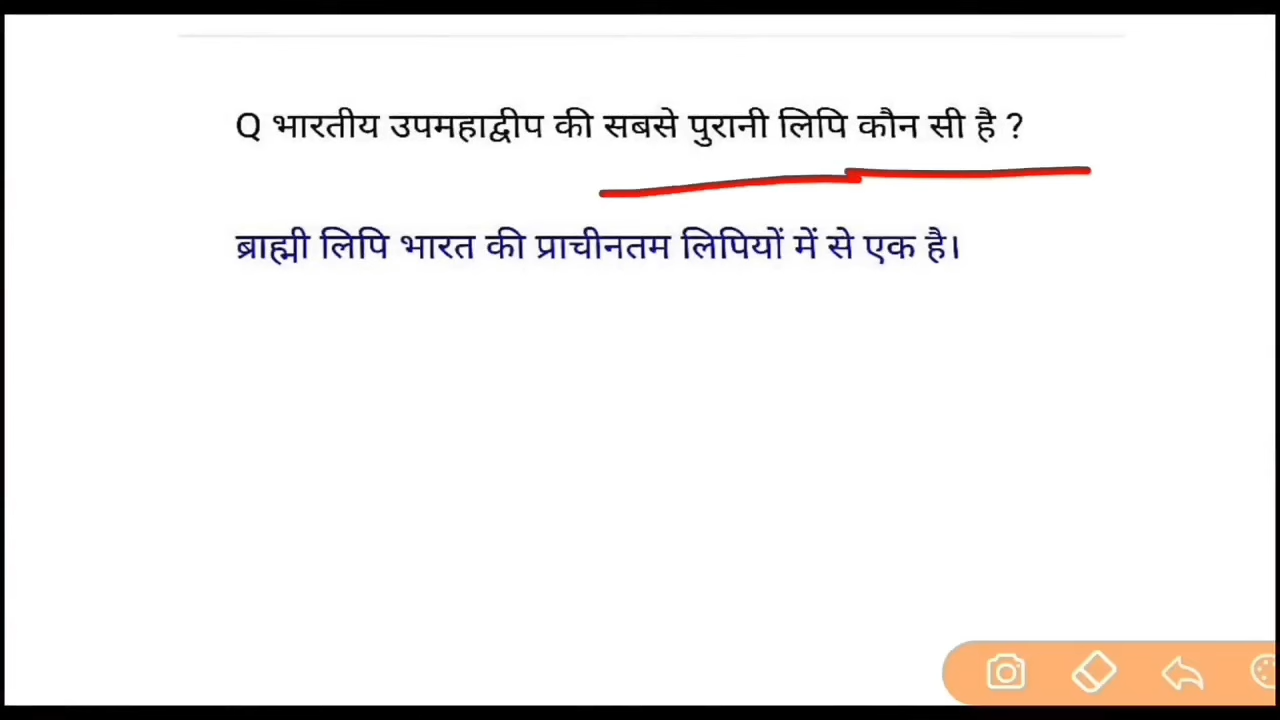 Q भारतीय उपमहाद्वीप की सबसे पुरानी लिपि कौन सी है ?
ब्राह्मी लिपि भारत की प्राचीनतम लिपियों में से एक है।